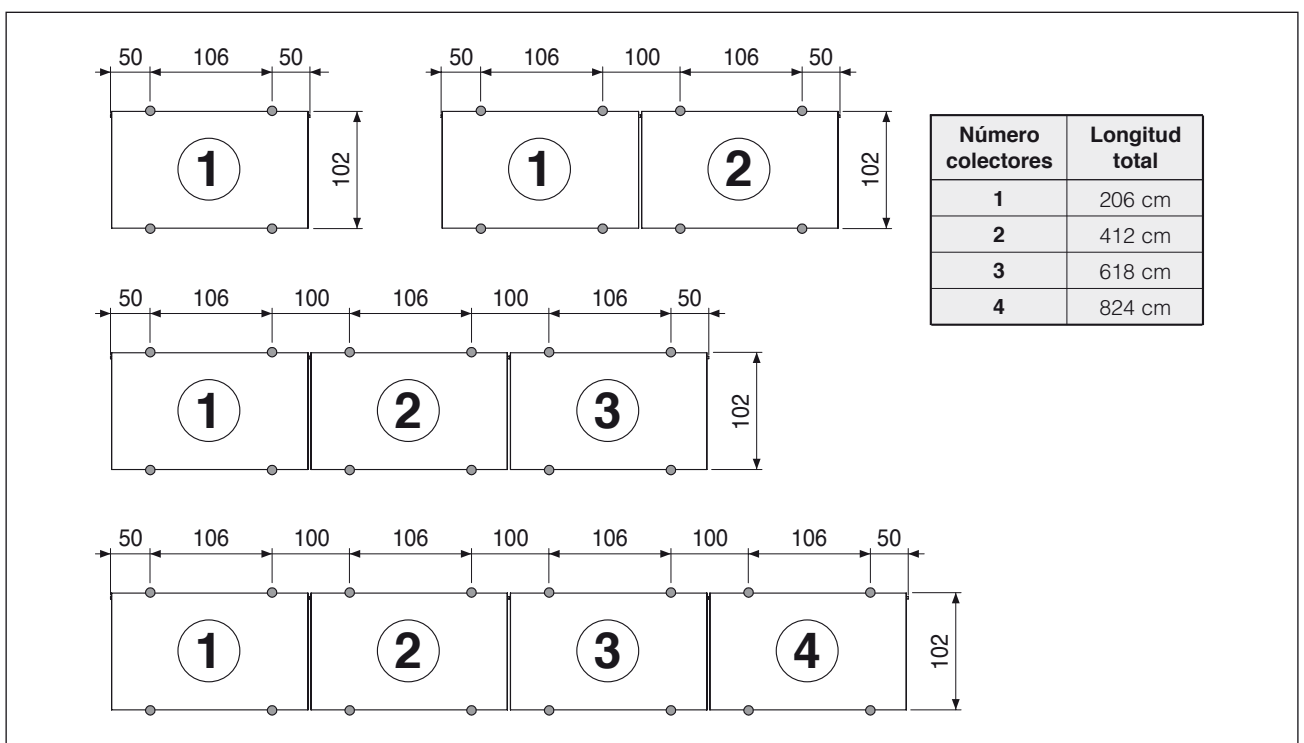 50 106 50
102
1
50 106 100 106 50
102
1 2
Número colectores Longitud total
1 206 cm
2 412 cm
3 618 cm
4 824 cm
50 106 100 106 100 106 50
102
1 2 3
50 106 100 106 100 106 100 106 50
102
1 2 3 4